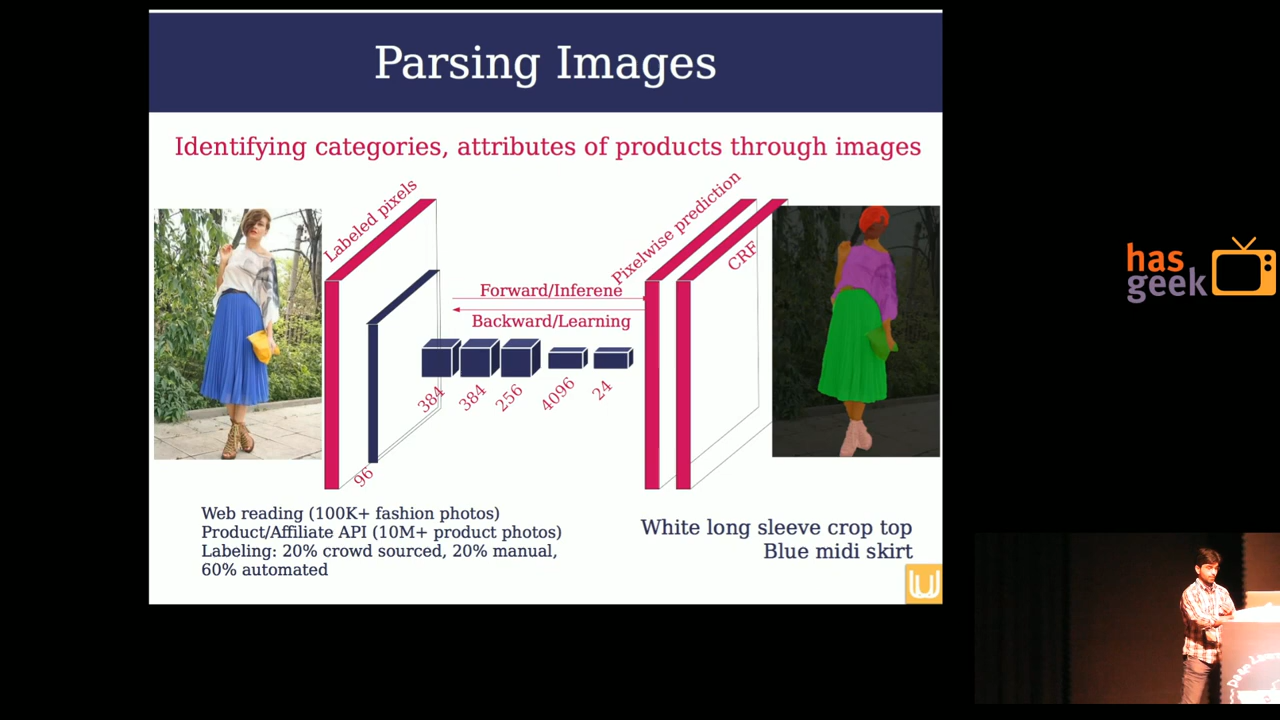 Parsing Images
Identifying categories, attributes of products through images
Labeled pixels
96
Forward/Inferene
Backward/Learning
384
384
256
4096
24
Pixelwise prediction
CRF
Web reading (100K+ fashion photos)
Product/Affiliate API (10M+ product photos)
Labeling: 20% crowd sourced, 20% manual,
60% automated
White long sleeve crop top
Blue midi skirt
has
geek
Deep Lear